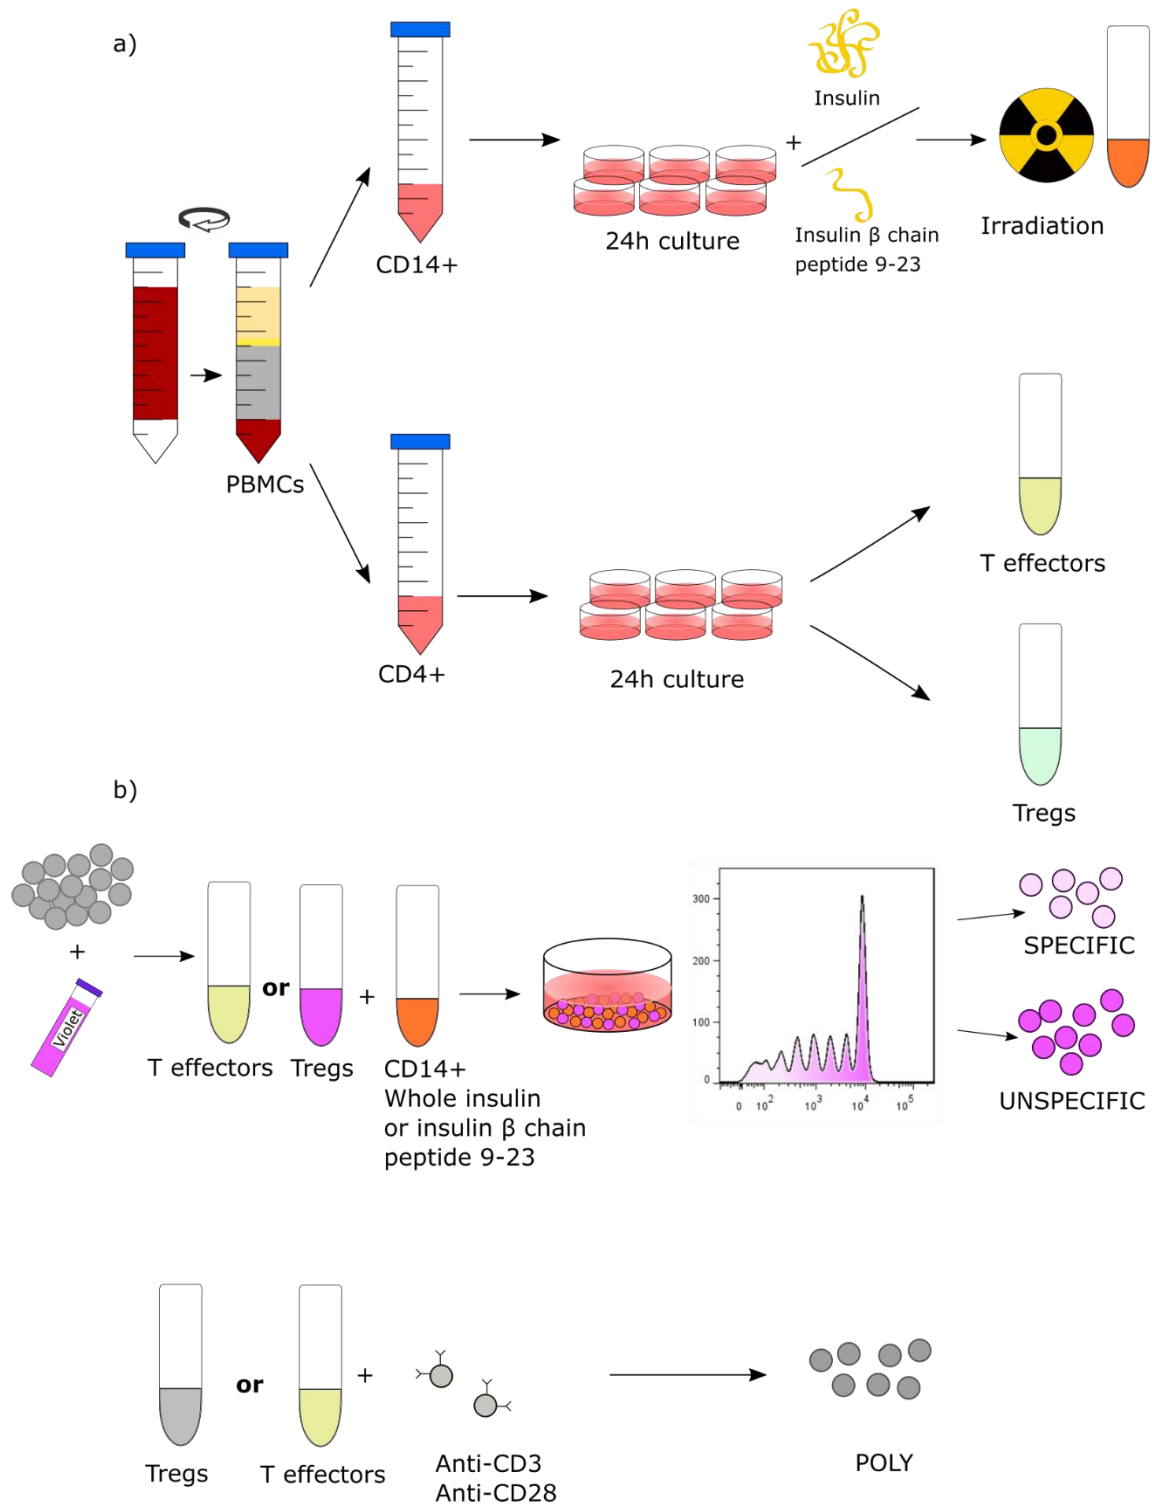 a)
Insulin
Insulin β chain
peptide 9-23
Irradiation
24h culture
CD14+
PBMCs
T effectors
CD4+
24h culture
Tregs
b)
+
+
Violet
T effectors
or
Tregs
+
CD14+
Whole insulin
or insulin β chain
peptide 9-23
300
200
100
0
0 10² 10³ 10⁴ 10⁵
SPECIFIC
UNSPECIFIC
Tregs
or
T effectors
+
Anti-CD3
Anti-CD28
POLY